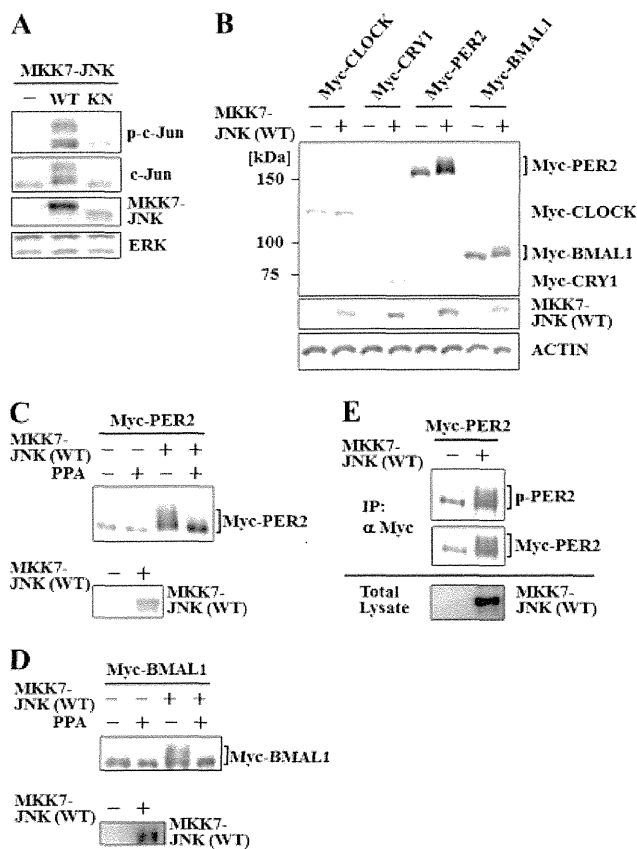 A
MKK7-JNK
– WT KN
p-c-Jun
c-Jun
MKK7-
JNK
ERK
B
Myc-CLOCK
Myc-CRY1
Myc-PER2
Myc-BMAL1
MKK7-
JNK (WT)
– + – + – + – +
[kDa]
150
100
75
Myc-PER2
Myc-CLOCK
Myc-BMAL1
Myc-CRY1
MKK7-
JNK (WT)
ACTIN
C
Myc-PER2
MKK7-
JNK (WT)
– – + +
PPA
– + – +
Myc-PER2
MKK7-
JNK (WT)
– +
MKK7-
JNK (WT)
D
Myc-BMAL1
MKK7-
JNK (WT)
– – + +
PPA
– + – +
Myc-BMAL1
MKK7-
JNK (WT)
– +
MKK7-
JNK (WT)
E
Myc-PER2
MKK7-
JNK (WT)
– +
IP:
α Myc
p-PER2
Myc-PER2
Total
Lysate
MKK7-
JNK (WT)